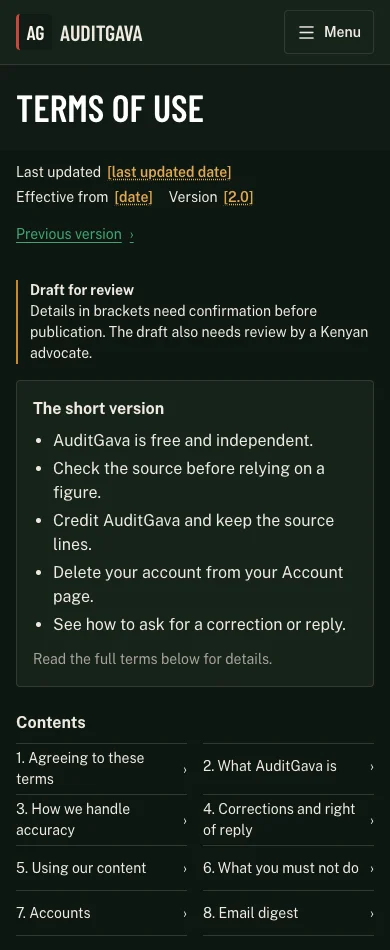 AG AUDITGAVA Menu
TERMS OF USE
Last updated [last updated date]
Effective from [date] Version [2.0]
Previous version ›
Draft for review
Details in brackets need confirmation before
publication. The draft also needs review by a Kenyan
advocate.
The short version
• AuditGava is free and independent.
• Check the source before relying on a
figure.
• Credit AuditGava and keep the source
lines.
• Delete your account from your Account
page.
• See how to ask for a correction or reply.
Read the full terms below for details.
Contents
1. Agreeing to these
terms ›
2. What AuditGava is ›
3. How we handle
accuracy ›
4. Corrections and right
of reply ›
5. Using our content ›
6. What you must not do ›
7. Accounts ›
8. Email digest ›